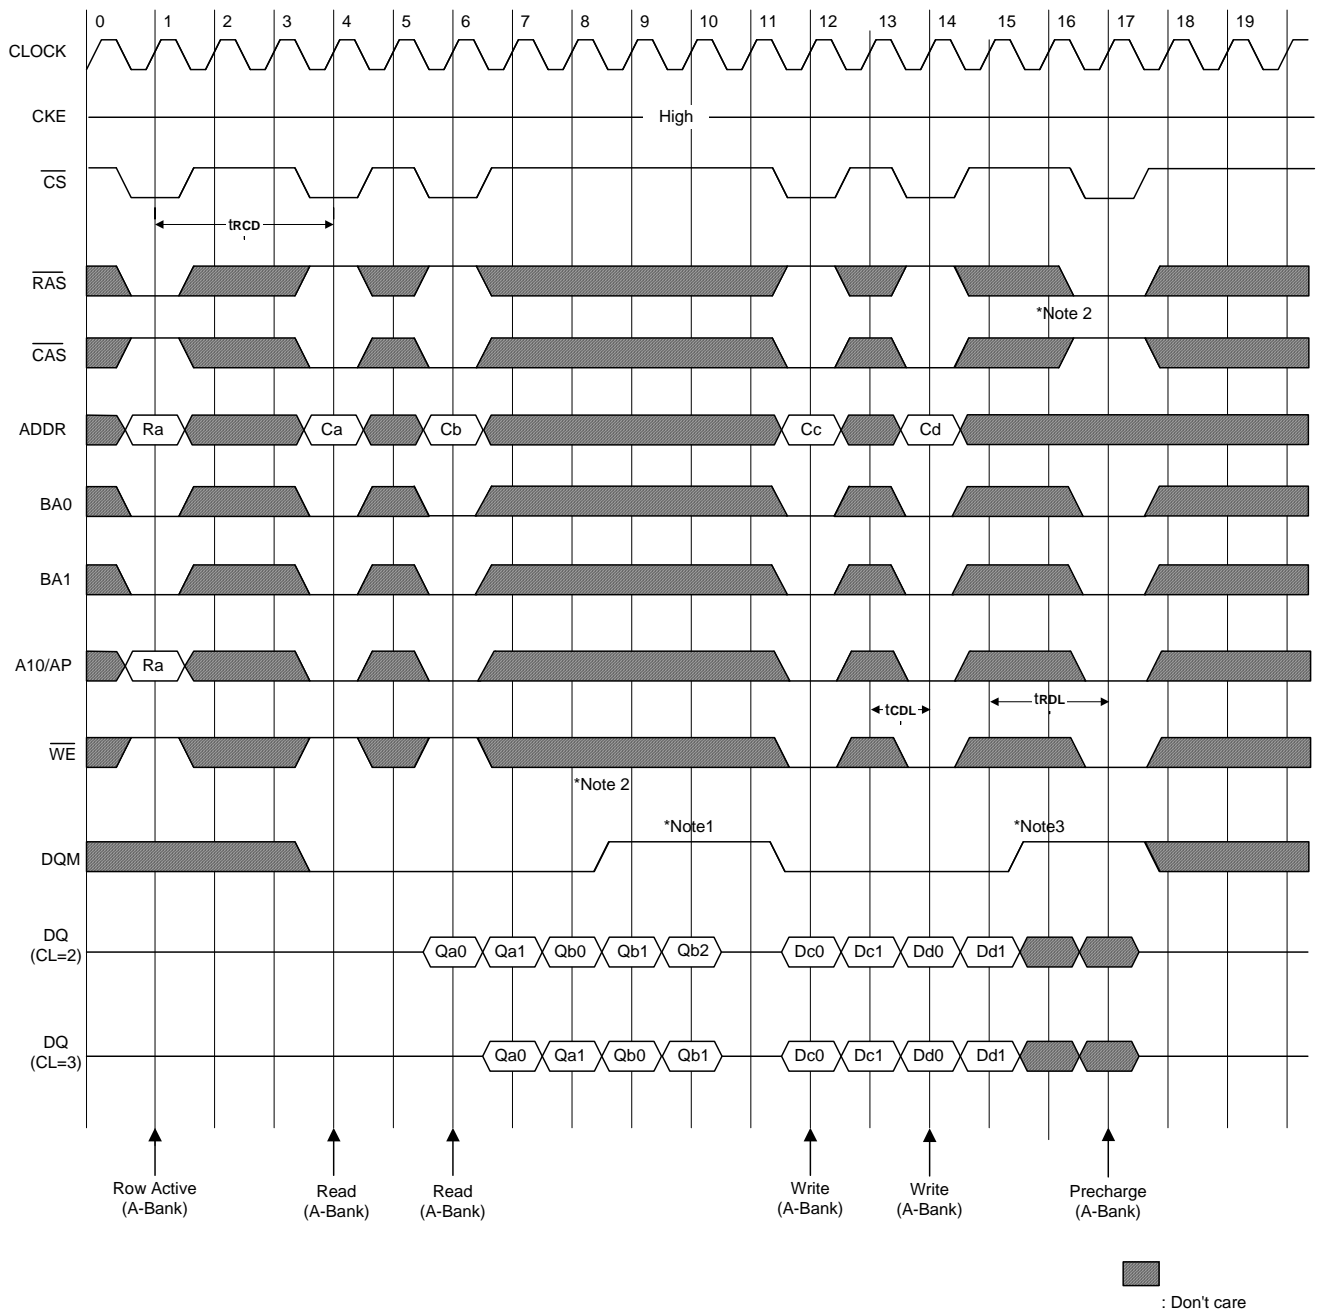 0 1 2 3 4 5 6 7 8 9 10 11 12 13 14 15 16 17 18 19
CLOCK
CKE High
CS
tRCD
RAS
*Note 2
CAS
ADDR Ra Ca Cb Cc Cd
BA0
BA1
A10/AP Ra
tCDL tRDL
WE
*Note 2
*Note1 *Note3
DQM
DQ
(CL=2) Qa0 Qa1 Qb0 Qb1 Qb2 Dc0 Dc1 Dd0 Dd1
DQ
(CL=3) Qa0 Qa1 Qb0 Qb1 Dc0 Dc1 Dd0 Dd1
Row Active Read Read Write Write Precharge
(A-Bank) (A-Bank) (A-Bank) (A-Bank) (A-Bank) (A-Bank)
: Don't care